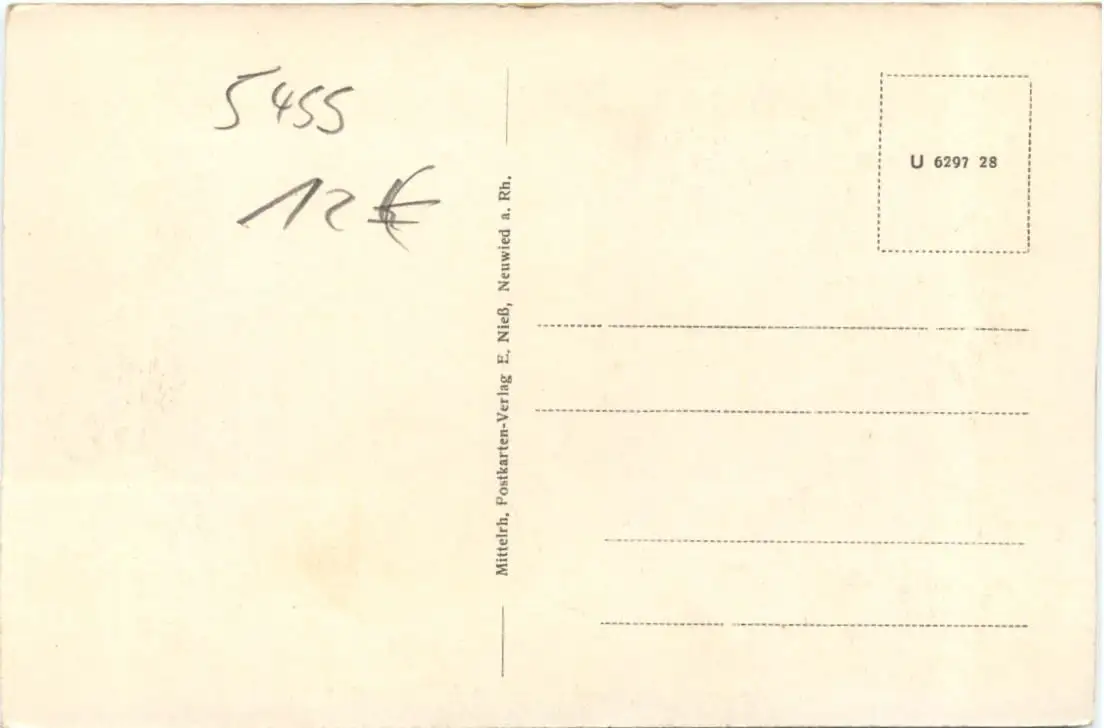 5455
12 €
Mittelrh. Postkarten-Verlag E. Nieß, Neuwied a. Rh.
U 6297 28